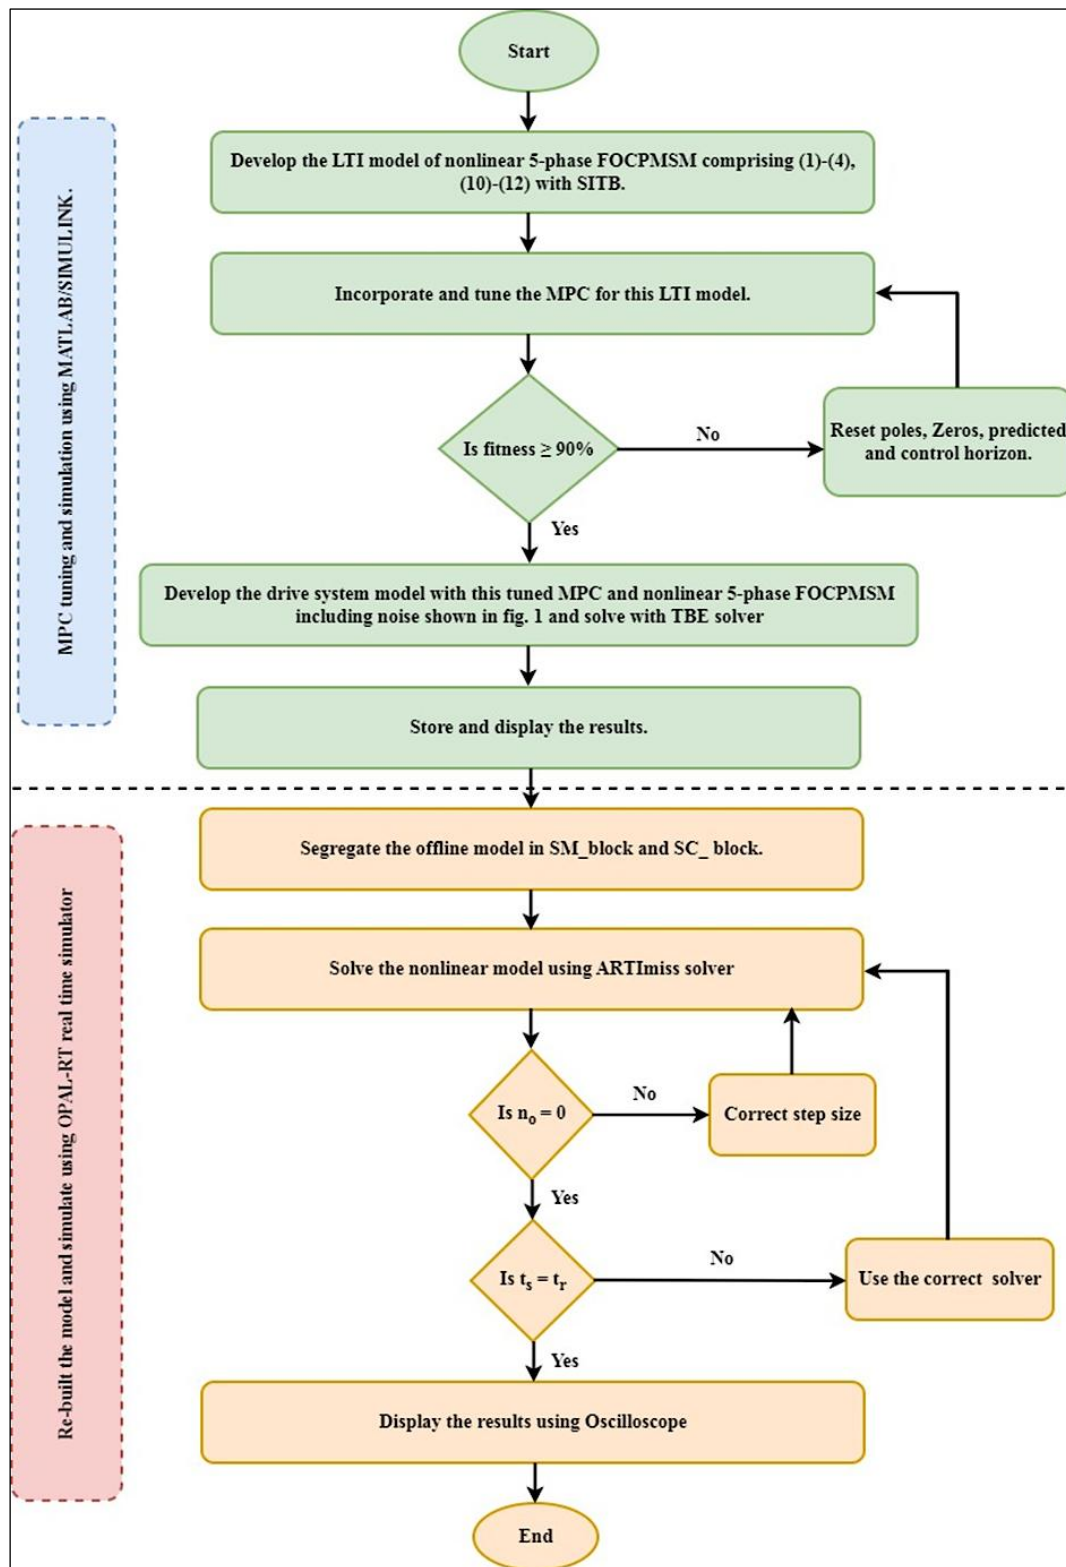 Start
MPC tuning and simulation using MATLAB/SIMULINK.
Develop the LTI model of nonlinear 5-phase FOCPMSM comprising (1)-(4),
(10)-(12) with SITB.
Incorporate and tune the MPC for this LTI model.
Is fitness ≥ 90%
No
Reset poles, Zeros, predicted
and control horizon.
Yes
Develop the drive system model with this tuned MPC and nonlinear 5-phase FOCPMSM
including noise shown in fig. 1 and solve with TBE solver
Store and display the results.
Re-built the model and simulate using OPAL-RT real time simulator
Segregate the offline model in SM_block and SC_ block.
Solve the nonlinear model using ARTImiss solver
Is nₒ = 0
No
Correct step size
Yes
Is tₛ = tᵣ
No
Use the correct solver
Yes
Display the results using Oscilloscope
End